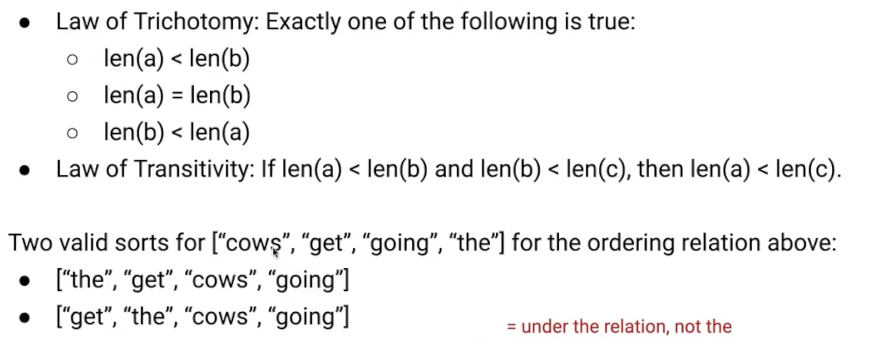 ● Law of Trichotomy: Exactly one of the following is true:
○ len(a) < len(b)
○ len(a) = len(b)
○ len(b) < len(a)
● Law of Transitivity: If len(a) < len(b) and len(b) < len(c), then len(a) < len(c).
Two valid sorts for [“cows”, “get”, “going”, “the”] for the ordering relation above:
● [“the”, “get”, “cows”, “going”]
● [“get”, “the”, “cows”, “going”]
= under the relation, not the